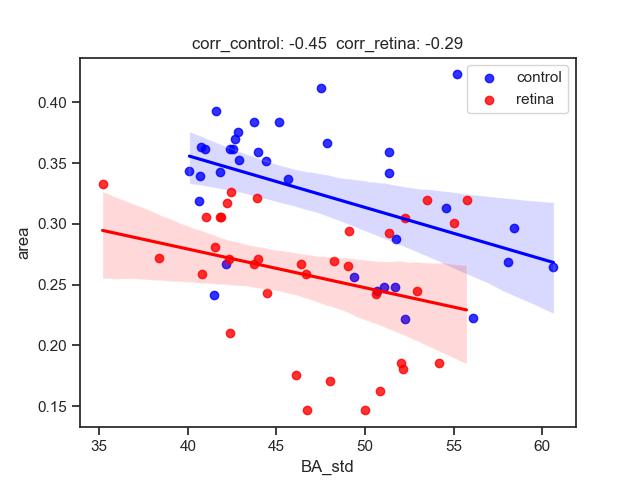 corr_control: -0.45  corr_retina: -0.29
control
retina
0.40
0.35
0.30
0.25
0.20
0.15
area
35 40 45 50 55 60
BA_std